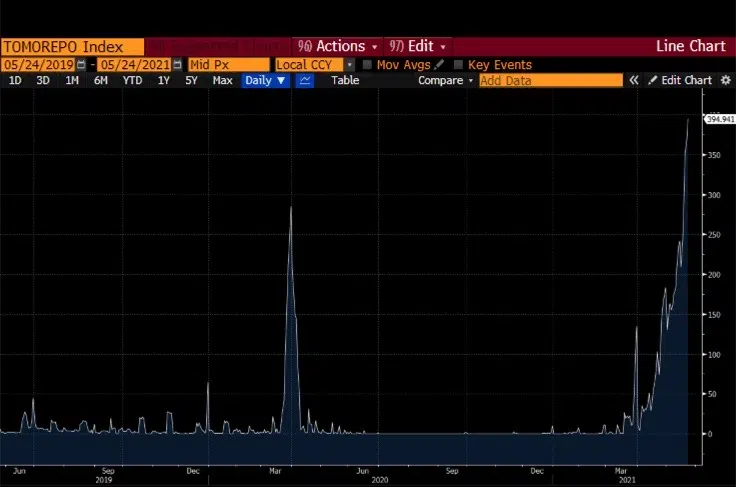 TOMOREPO Index 96) Actions 97) Edit Line Chart
05/24/2019 - 05/24/2021 Mid Px Local CCY Mov Avgs Key Events
1D 3D 1M 6M YTD 1Y 5Y Max Daily ▼ Table Compare Add Data « Edit Chart
394.941
350
300
250
200
150
100
50
0
Jun Sep Dec Mar Jun Sep Dec Mar
2019 2020 2021